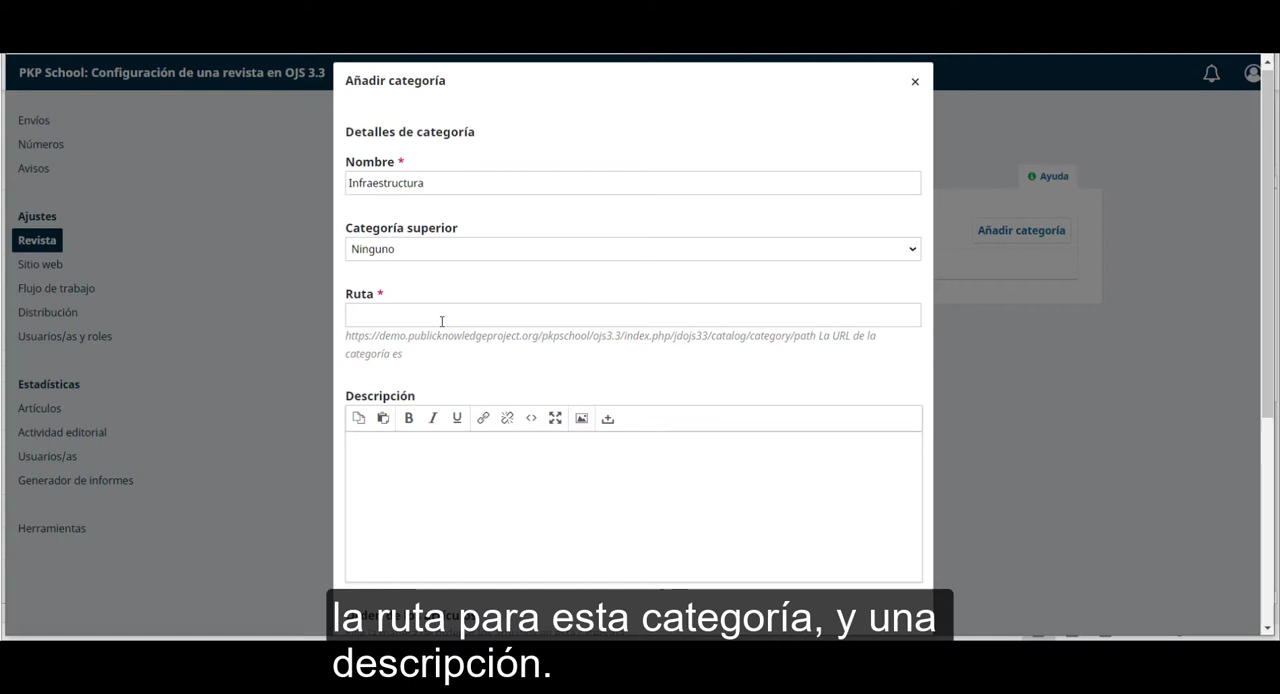 PKP School: Configuración de una revista en OJS 3.3
Envíos
Números
Avisos
Ajustes
Revista
Sitio web
Flujo de trabajo
Distribución
Usuarios/as y roles
Estadísticas
Artículos
Actividad editorial
Usuarios/as
Generador de informes
Herramientas
Ayuda
Añadir categoría
Añadir categoría
×
Detalles de categoría
Nombre *
Infraestructura
Categoría superior
Ninguno
Ruta *
https://demo.publicknowledgeproject.org/pkpschool/ojs3.3/index.php/jdojs33/catalog/category/path La URL de la
categoría es
Descripción
B I U
la ruta para esta categoría, y una
descripción.